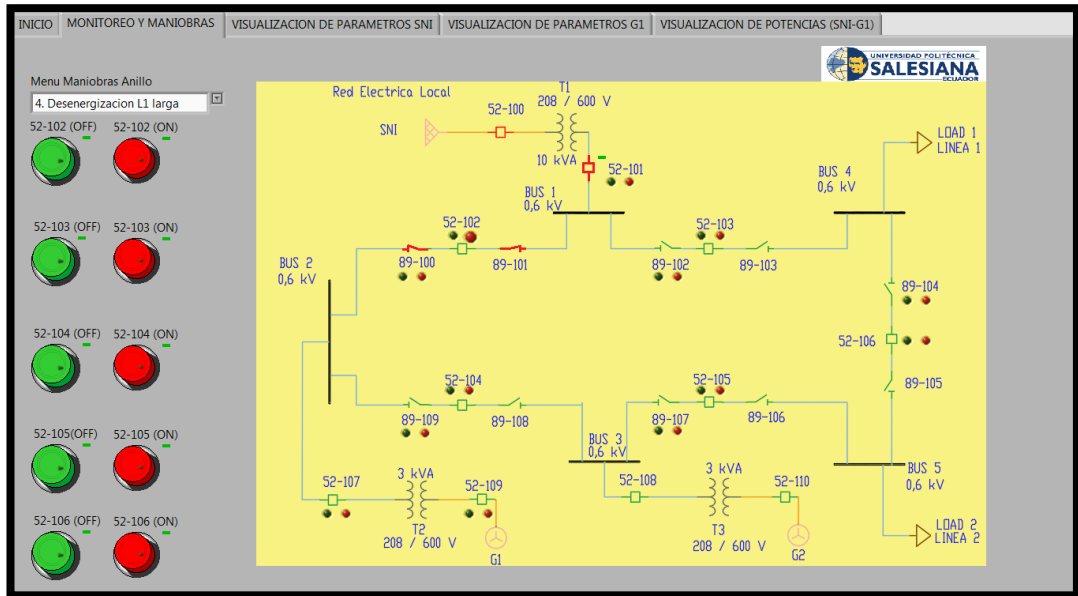 INICIO
MONITOREO Y MANIOBRAS
VISUALIZACION DE PARAMETROS SNI
VISUALIZACION DE PARAMETROS G1
VISUALIZACION DE POTENCIAS (SNI-G1)
UNIVERSIDAD POLITÉCNICA
SALESIANA
ECUADOR
Menu Maniobras Anillo
4. Desenergizacion L1 larga
52-102 (OFF)
52-102 (ON)
52-103 (OFF)
52-103 (ON)
52-104 (OFF)
52-104 (ON)
52-105(OFF)
52-105 (ON)
52-106 (OFF)
52-106 (ON)
Red Electrica Local
T1
208 / 600 V
52-100
SNI
10 kVA
52-101
LOAD 1
LINEA 1
BUS 4
0,6 kV
BUS 1
0,6 kV
52-102
52-103
BUS 2
0,6 kV
89-100
89-101
89-102
89-103
89-104
52-106
89-105
52-104
52-105
89-109
89-108
89-107
89-106
BUS 3
0,6 kV
BUS 5
0,6 kV
52-107
3 kVA
52-109
52-108
3 kVA
52-110
T2
208 / 600 V
G1
T3
208 / 600 V
G2
LOAD 2
LINEA 2